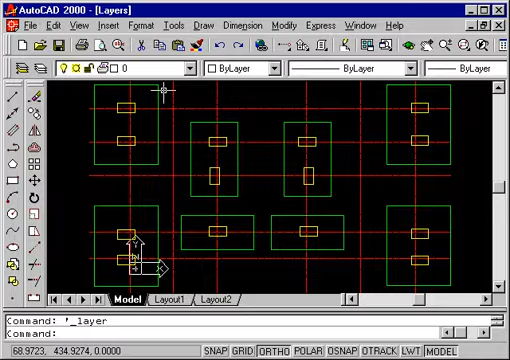 AutoCAD 2000 - [Layers]
File Edit View Insert Format Tools Draw Dimension Modify Express Window Help
0 ByLayer ByLayer ByLayer
Y
X
Model Layout1 Layout2
Command: '_layer
Command:
68.9723, 434.9274, 0.0000 SNAP GRID ORTHO POLAR OSNAP OTRACK LWT MODEL